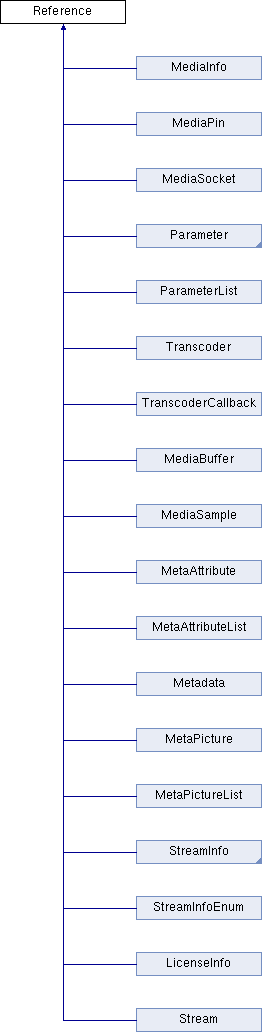 Reference
MediaInfo
MediaPin
MediaSocket
Parameter
ParameterList
Transcoder
TranscoderCallback
MediaBuffer
MediaSample
MetaAttribute
MetaAttributeList
Metadata
MetaPicture
MetaPictureList
StreamInfo
StreamInfoEnum
LicenseInfo
Stream